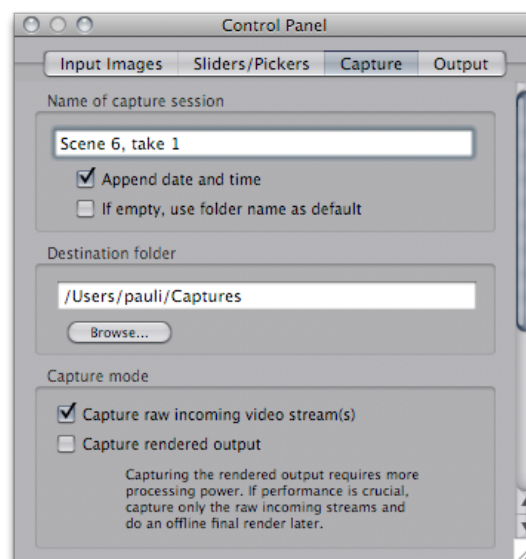 Control Panel
Input Images Sliders/Pickers Capture Output
Name of capture session
Scene 6, take 1
Append date and time
If empty, use folder name as default
Destination folder
/Users/pauli/Captures
Browse...
Capture mode
Capture raw incoming video stream(s)
Capture rendered output
Capturing the rendered output requires more
processing power. If performance is crucial,
capture only the raw incoming streams and
do an offline final render later.